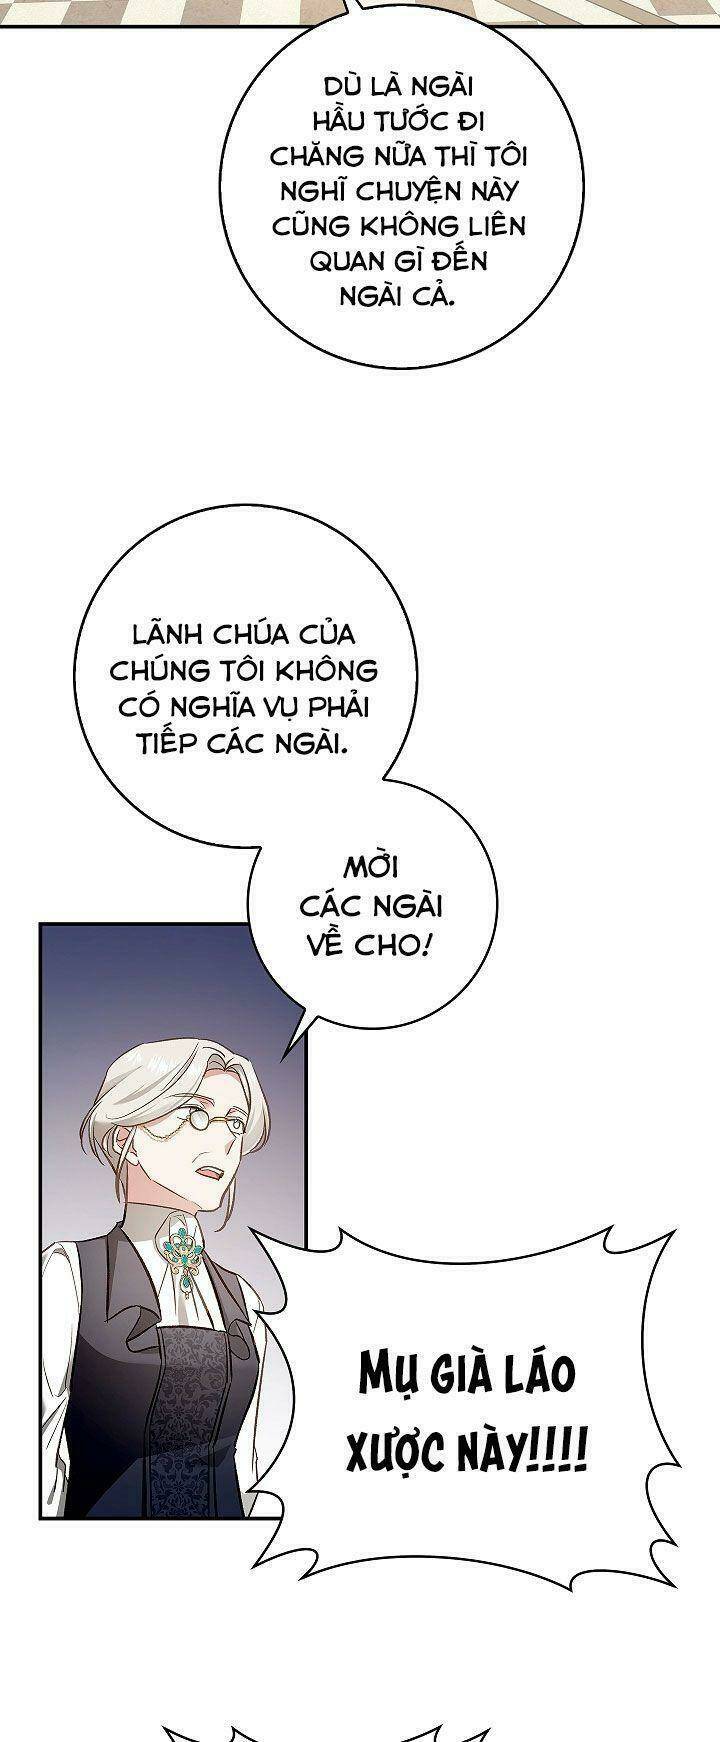 DÙ LÀ NGÀI
HẦU TƯỚC ĐI
CHĂNG NỮA THÌ TÔI
NGHĨ CHUYỆN NÀY
CŨNG KHÔNG LIÊN
QUAN GÌ ĐẾN
NGÀI CẢ.
LÃNH CHÚA CỦA
CHÚNG TÔI KHÔNG
CÓ NGHĨA VỤ PHẢI
TIẾP CÁC NGÀI.
MỜI
CÁC NGÀI
VỀ CHO!
MỤ GIÀ LÁO
XƯỢC NÀY!!!!